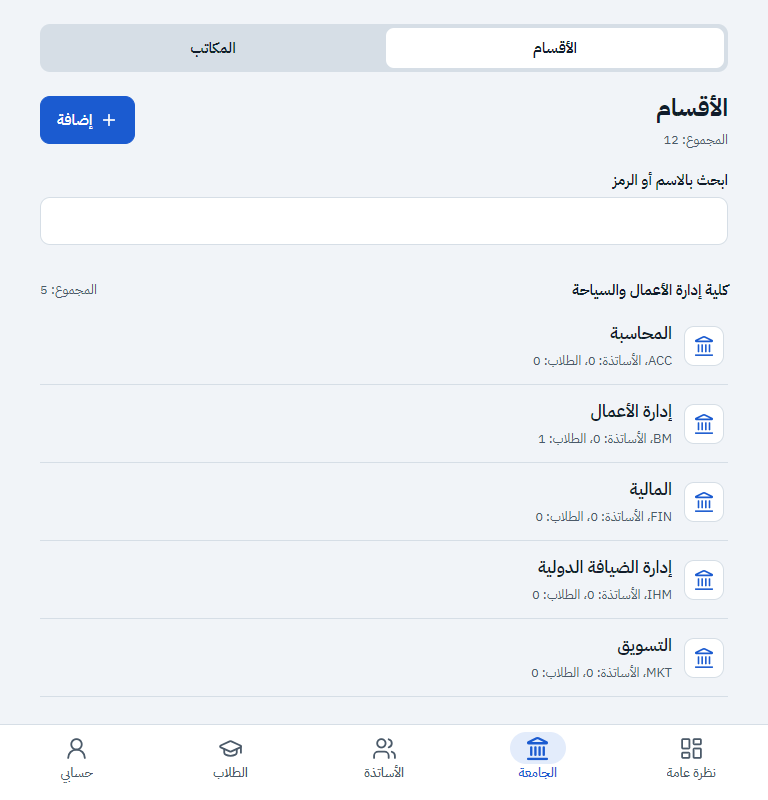 الأقسام
المكاتب
الأقسام
المجموع: 12
إضافة
ابحث بالاسم أو الرمز
كلية إدارة الأعمال والسياحة
المجموع: 5
المحاسبة
ACC، الأساتذة: 0، الطلاب: 0
إدارة الأعمال
BM، الأساتذة: 0، الطلاب: 1
المالية
FIN، الأساتذة: 0، الطلاب: 0
إدارة الضيافة الدولية
IHM، الأساتذة: 0، الطلاب: 0
التسويق
MKT، الأساتذة: 0، الطلاب: 0
نظرة عامة
الجامعة
الأساتذة
الطلاب
حسابي